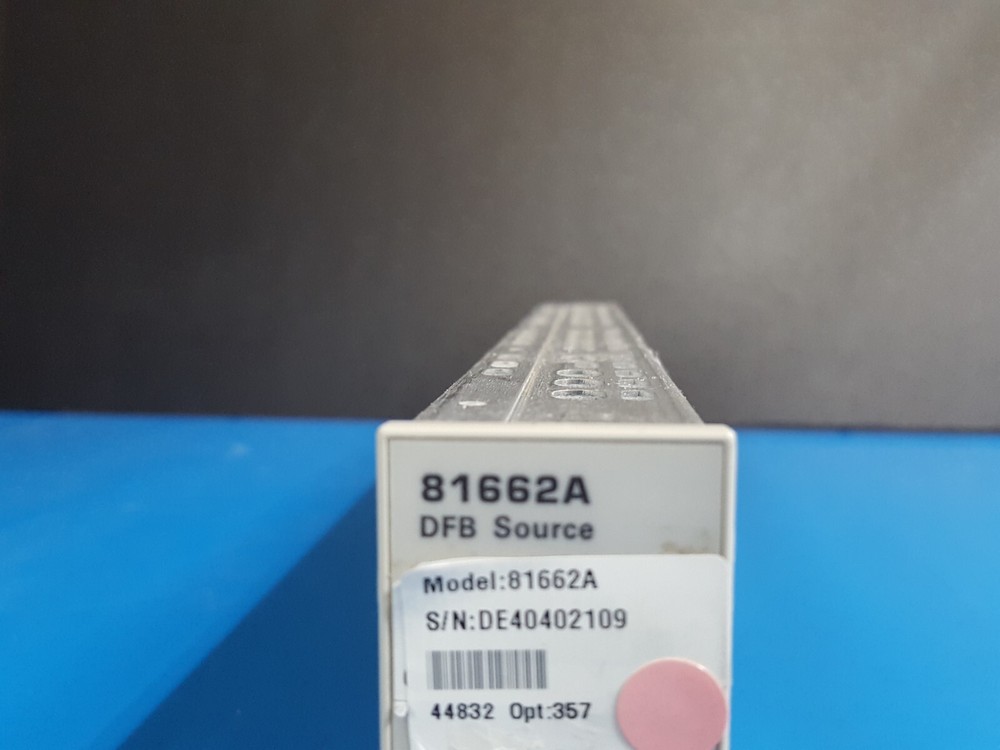 81662A
DFB Source
Model:81662A
S/N:DE40402109
44832 Opt:357